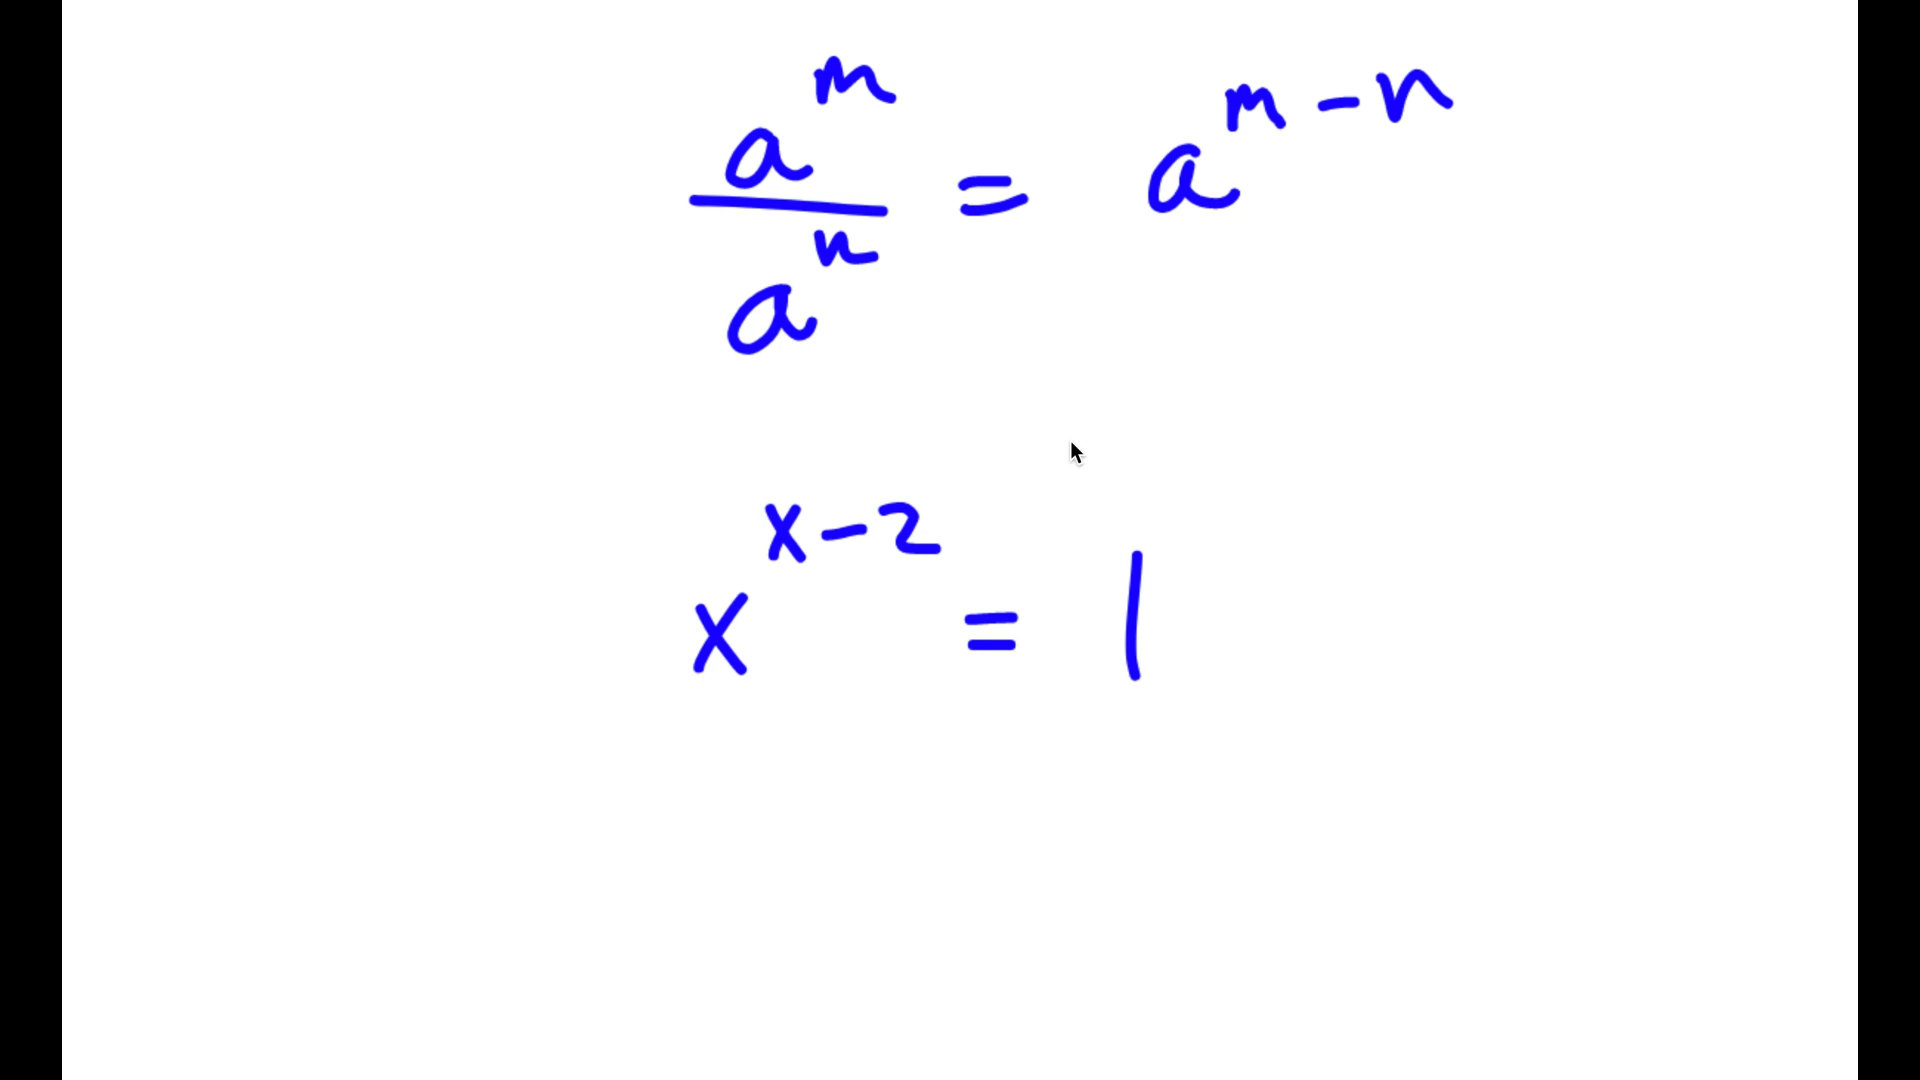 a^m / a^n = a^(m-n)
x^(x-2) = 1